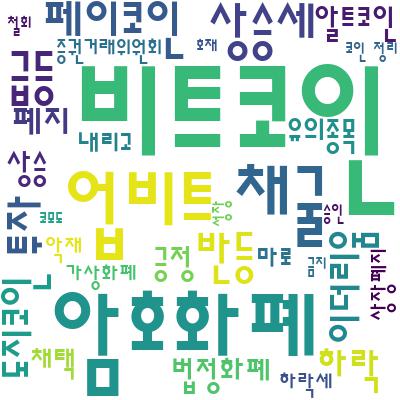 철회
페이코인
상승세
알트코인
증권거래위원회
호재
코인 정리
급등
비트코인
폐지
내리고
유의종목
상승
업비트
채굴
투자
코모도
상장
승인
악재
긍정
반등
마로
금지
이더리움
상장폐지
가상화폐
도지코인
암호화폐
채택
법정화폐
하락
하락세